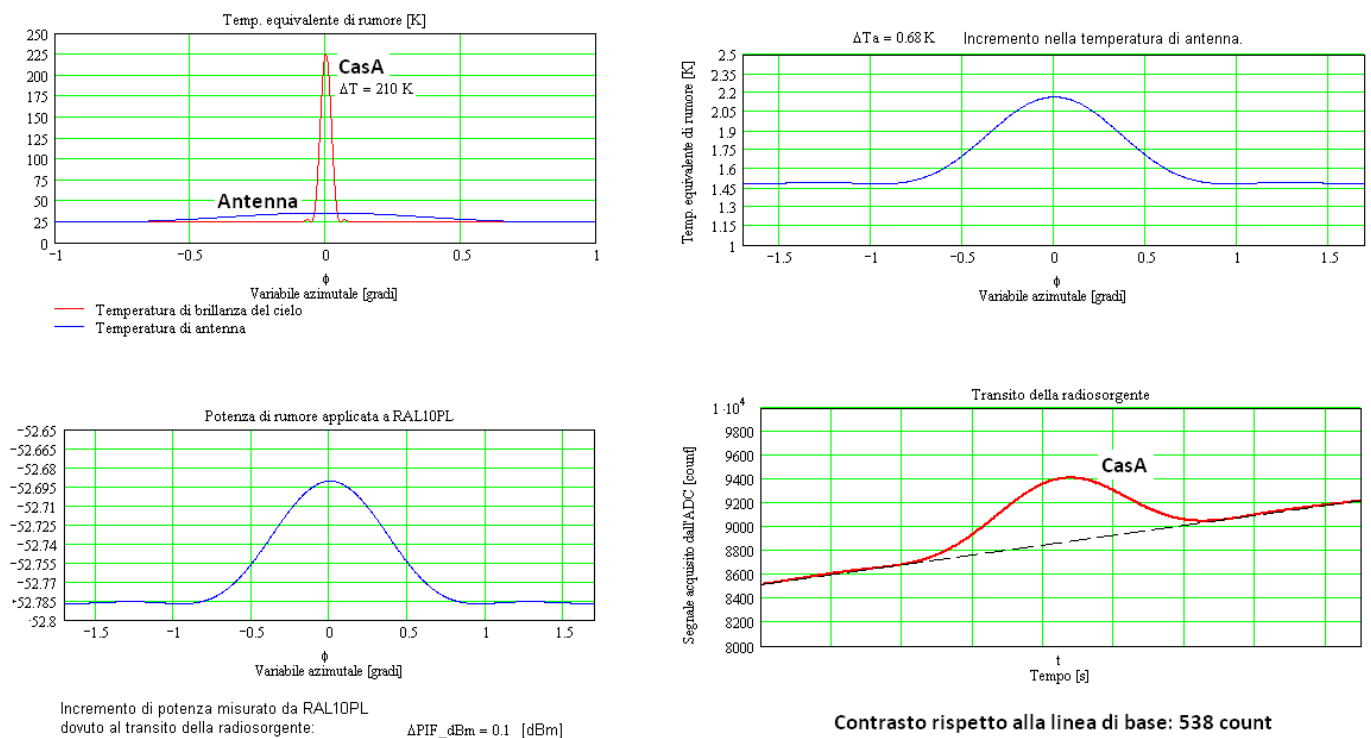 Temp. equivalente di rumore [K]
250
225
200
175
150
125
100
75
50
25
0
CasA
ΔT = 210 K
Antenna
−1
−0.5
0
0.5
1
ϕ
Variabile azimutale [gradi]
Temperatura di brillanza del cielo
Temperatura di antenna
ΔTa = 0.68 K Incremento nella temperatura di antenna.
Temp. equivalente di rumore [K]
2.5
2.35
2.2
2.05
1.9
1.75
1.6
1.45
1.3
1.15
1
−1.5
−1
−0.5
0
0.5
1
1.5
ϕ
Variabile azimutale [gradi]
Potenza di rumore applicata a RAL10PL
−52.65
−52.665
−52.68
−52.695
−52.71
−52.725
−52.74
−52.755
−52.77
−52.785
−52.8
−1.5
−1
−0.5
0
0.5
1
1.5
ϕ
Variabile azimutale [gradi]
Incremento di potenza misurato da RAL10PL
dovuto al transito della radiosorgente: ΔPIF_dBm = 0.1 [dBm]
Transito della radiosorgente
Segnale acquisito dall'ADC [count]
1·10⁴
9800
9600
9400
9200
9000
8800
8600
8400
8200
8000
CasA
t
Tempo [s]
Contrasto rispetto alla linea di base: 538 count